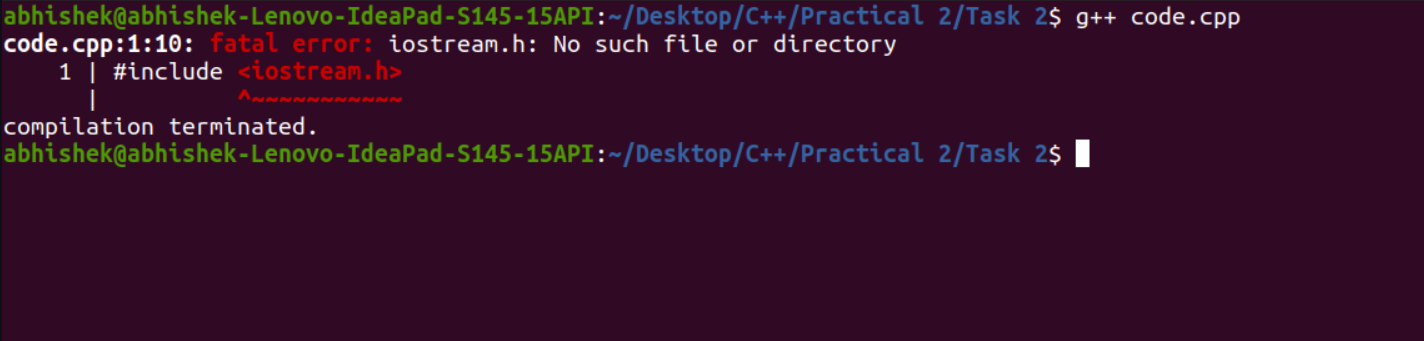 abhishek@abhishek-Lenovo-IdeaPad-S145-15API:~/Desktop/C++/Practical 2/Task 2$ g++ code.cpp
code.cpp:1:10: fatal error: iostream.h: No such file or directory
    1 | #include <iostream.h>
      |          ^~~~~~~~~~~~
compilation terminated.
abhishek@abhishek-Lenovo-IdeaPad-S145-15API:~/Desktop/C++/Practical 2/Task 2$